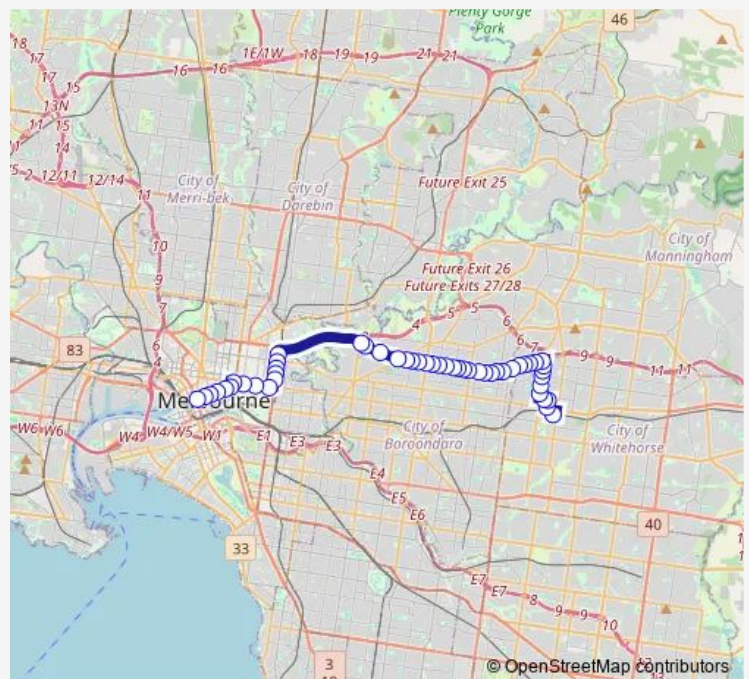 Plenty Gorge
Park
46
18
17
17
15
13N
11
15
14
16
16
1E/1W
18
19
19
21
21
2
12/11
12/14
11
City of
Merri-bek
City of
Darebin
Future Exit 25
10
9
7
6
4
City of
Manningham
Future Exit 26
Future Exits 27/28
4
5
5
6
6
7
9
9
11
11
83
Melbourne
W6
W6
W4
W4/W5
W1
E1
E3
E3
E4
E5
E6
E7
E7
8
9
9
10
City of
Boroondara
City of
Whitehorse
40
33
3
© OpenStreetMap contributors